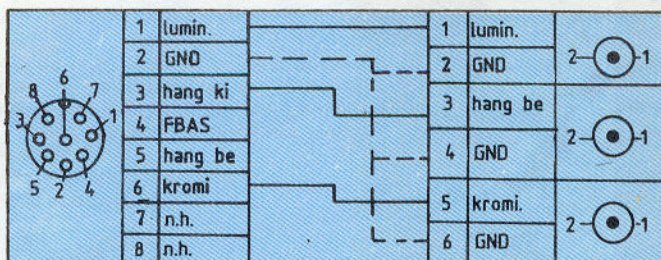 8
6
7
3
1
5
2
4
1 lumin.
2 GND
3 hang ki
4 FBAS
5 hang be
6 kromi
7 n.h.
8 n.h.
1 lumin.
2 GND
3 hang be
4 GND
5 kromi.
6 GND
2 1
2 1
2 1